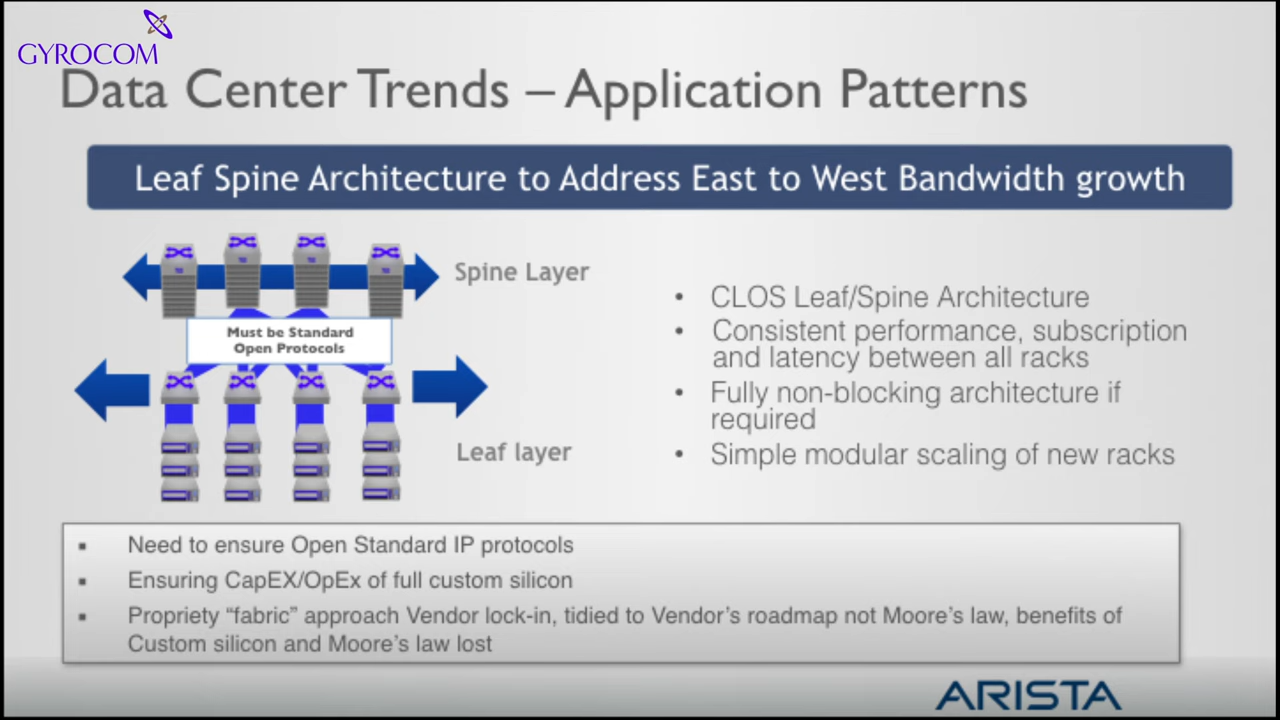 GYROCOM
Data Center Trends – Application Patterns
Leaf Spine Architecture to Address East to West Bandwidth growth
Spine Layer
Must be Standard
Open Protocols
Leaf layer
• CLOS Leaf/Spine Architecture
• Consistent performance, subscription
and latency between all racks
• Fully non-blocking architecture if
required
• Simple modular scaling of new racks
▪ Need to ensure Open Standard IP protocols
▪ Ensuring CapEX/OpEx of full custom silicon
▪ Propriety “fabric” approach Vendor lock-in, tidied to Vendor’s roadmap not Moore’s law, benefits of
Custom silicon and Moore’s law lost
ARISTA